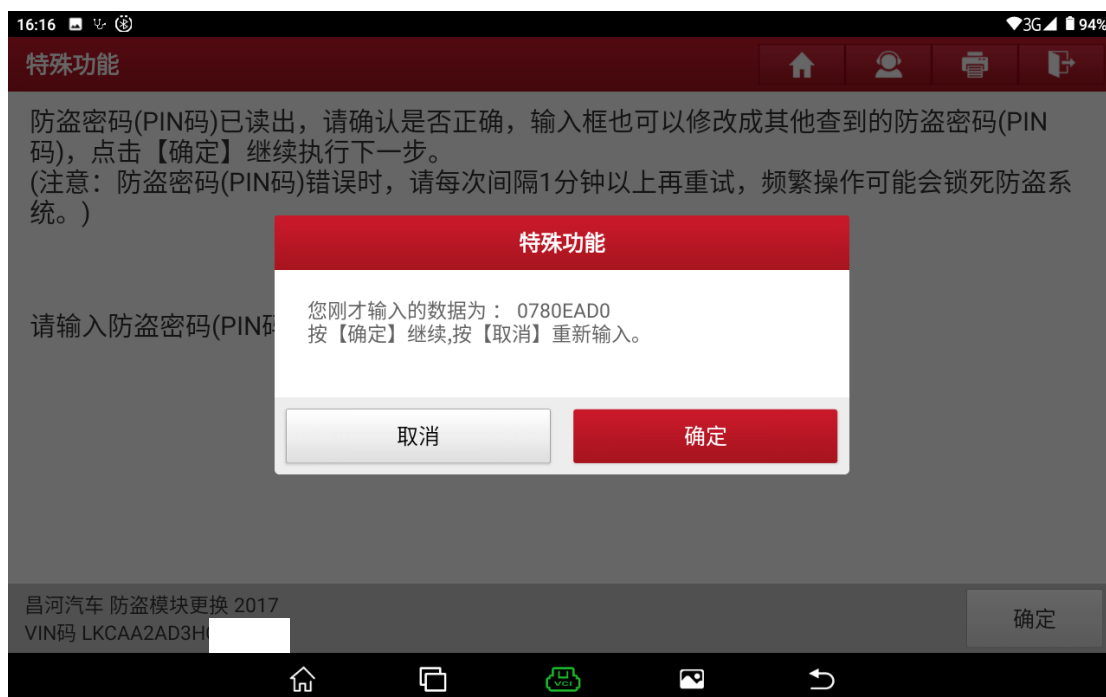 16:16
3G
94%
特殊功能
防盗密码(PIN码)已读出，请确认是否正确，输入框也可以修改成其他查到的防盗密码(PIN
码)，点击【确定】继续执行下一步。
(注意：防盗密码(PIN码)错误时，请每次间隔1分钟以上再重试，频繁操作可能会锁死防盗系
统。)
特殊功能
您刚才输入的数据为： 0780EAD0
按【确定】继续,按【取消】重新输入。
请输入防盗密码(PIN码
取消
确定
昌河汽车 防盗模块更换 2017
VIN码 LKCAA2AD3H
确定
VCI